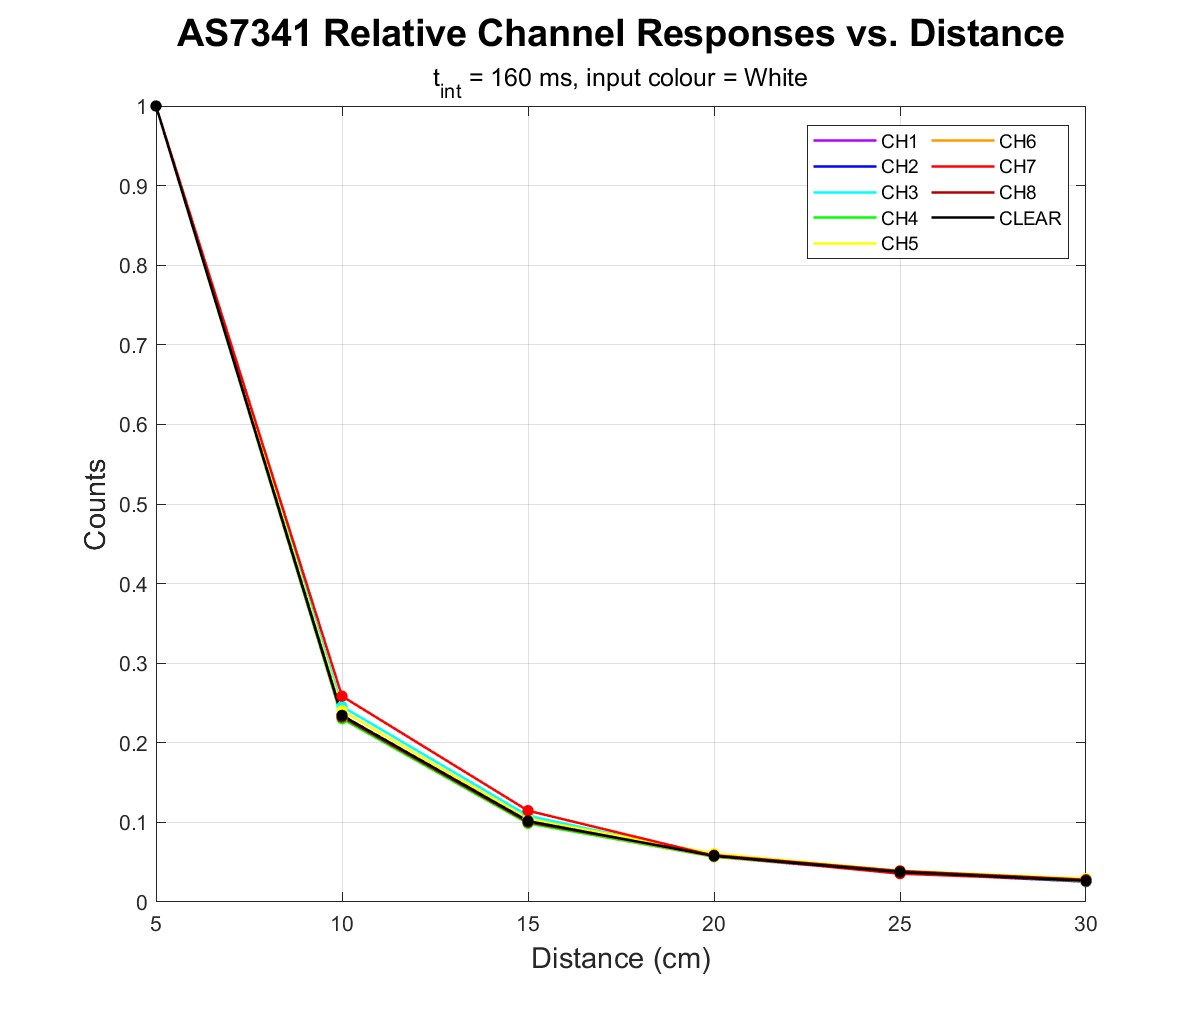 AS7341 Relative Channel Responses vs. Distance
t_int = 160 ms, input colour = White
1
0.9
0.8
0.7
0.6
0.5
0.4
0.3
0.2
0.1
0
Counts
CH1 CH6
CH2 CH7
CH3 CH8
CH4 CLEAR
CH5
5 10 15 20 25 30
Distance (cm)